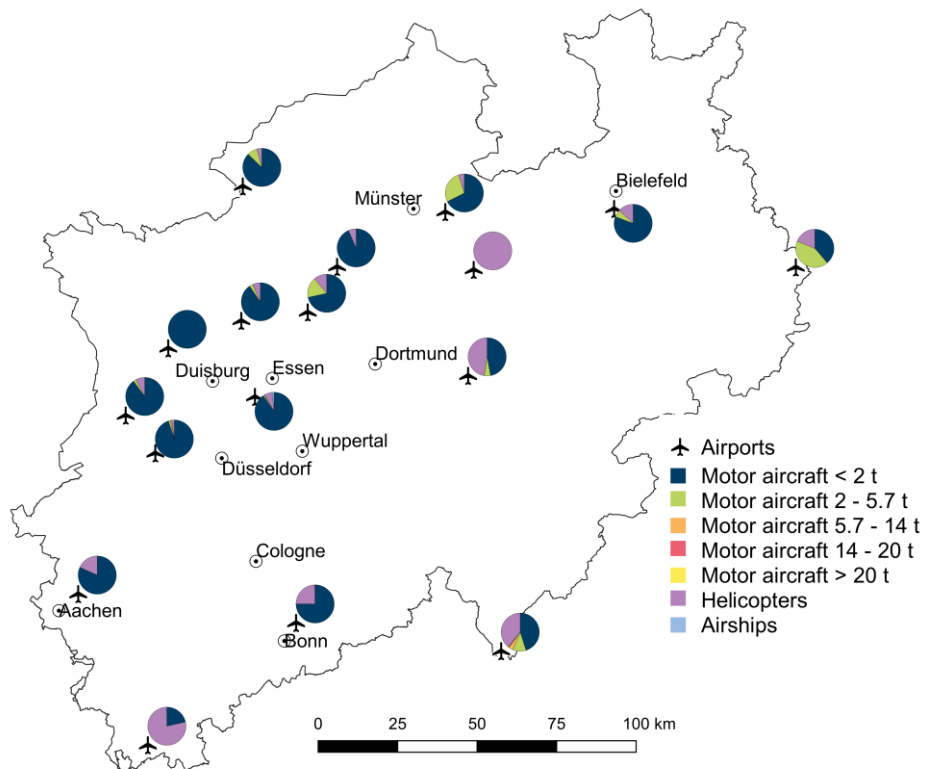 Bielefeld
Münster
Dortmund
Duisburg
Essen
Wuppertal
Düsseldorf
Cologne
Aachen
Bonn
Airports
Motor aircraft < 2 t
Motor aircraft 2 - 5.7 t
Motor aircraft 5.7 - 14 t
Motor aircraft 14 - 20 t
Motor aircraft > 20 t
Helicopters
Airships
0 25 50 75 100 km